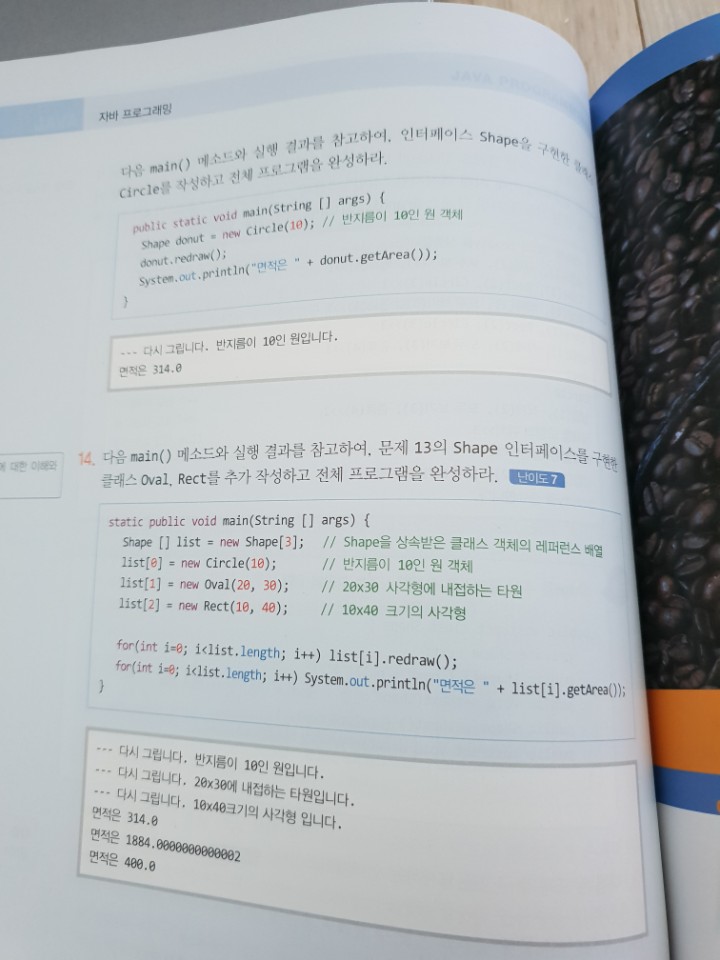 자바 프로그래밍
다음 main() 메소드와 실행 결과를 참고하여, 인터페이스 Shape을 구현한 클래스
Circle를 작성하고 전체 프로그램을 완성하라.
public static void main(String [] args) {
Shape donut = new Circle(10); // 반지름이 10인 원 객체
donut.redraw();
System.out.println("면적은 " + donut.getArea());
}
--- 다시 그립니다. 반지름이 10인 원입니다.
면적은 314.0
에 대한 이해와
14. 다음 main() 메소드와 실행 결과를 참고하여, 문제 13의 Shape 인터페이스를 구현한
클래스 Oval, Rect를 추가 작성하고 전체 프로그램을 완성하라. 난이도 7
static public void main(String [] args) {
Shape [] list = new Shape[3]; // Shape을 상속받은 클래스 객체의 레퍼런스 배열
list[0] = new Circle(10); // 반지름이 10인 원 객체
list[1] = new Oval(20, 30); // 20x30 사각형에 내접하는 타원
list[2] = new Rect(10, 40); // 10x40 크기의 사각형
for(int i=0; i<list.length; i++) list[i].redraw();
for(int i=0; i<list.length; i++) System.out.println("면적은 " + list[i].getArea());
}
--- 다시 그립니다. 반지름이 10인 원입니다.
--- 다시 그립니다. 20x30에 내접하는 타원입니다.
--- 다시 그립니다. 10x40크기의 사각형 입니다.
면적은 314.0
면적은 1884.0000000000002
면적은 400.0